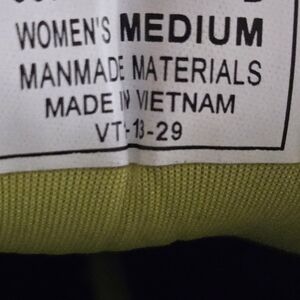 WOMEN'S MEDIUM
MANMADE MATERIALS
MADE IN VIETNAM
VT-13-29